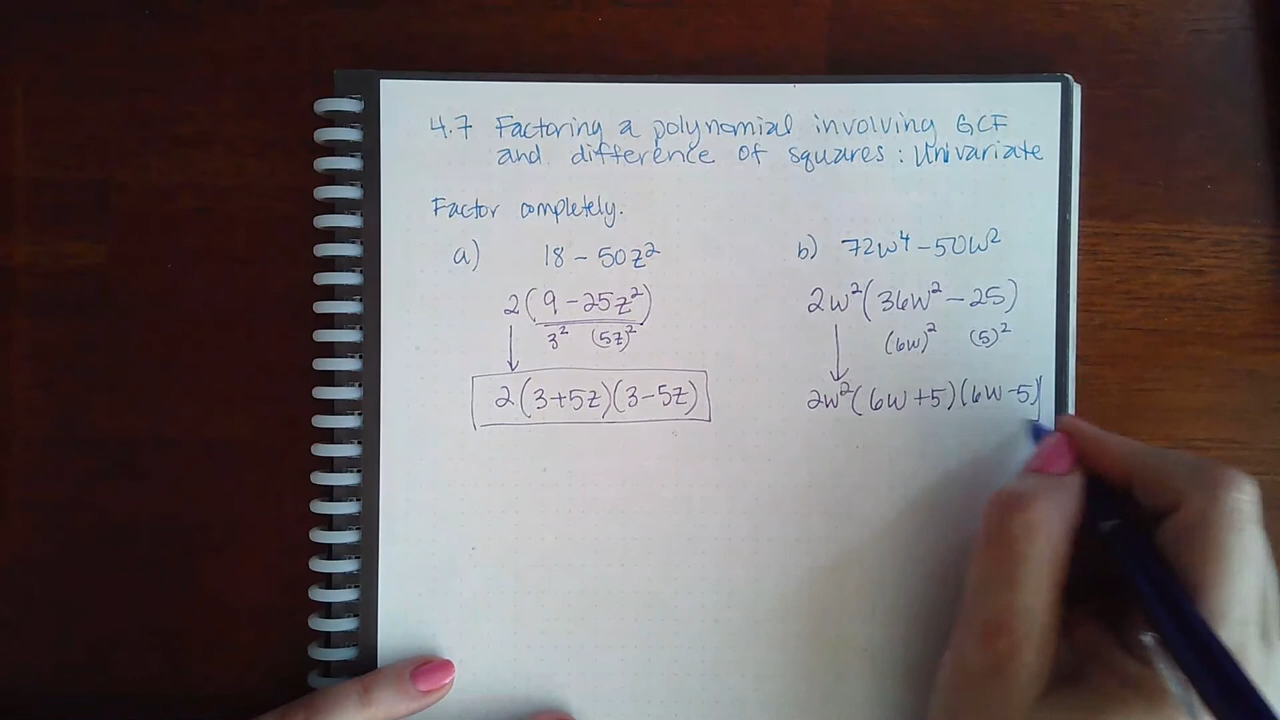 4.7 Factoring a polynomial involving GCF
and difference of squares: Univariate
Factor completely.
a) 18 - 50z²
2(9 - 25z²)
3² (5z)²
2(3+5z)(3-5z)
b) 72w⁴ - 50w²
2w²(36w² - 25)
(6w)² (5)²
2w²(6w+5)(6w-5)